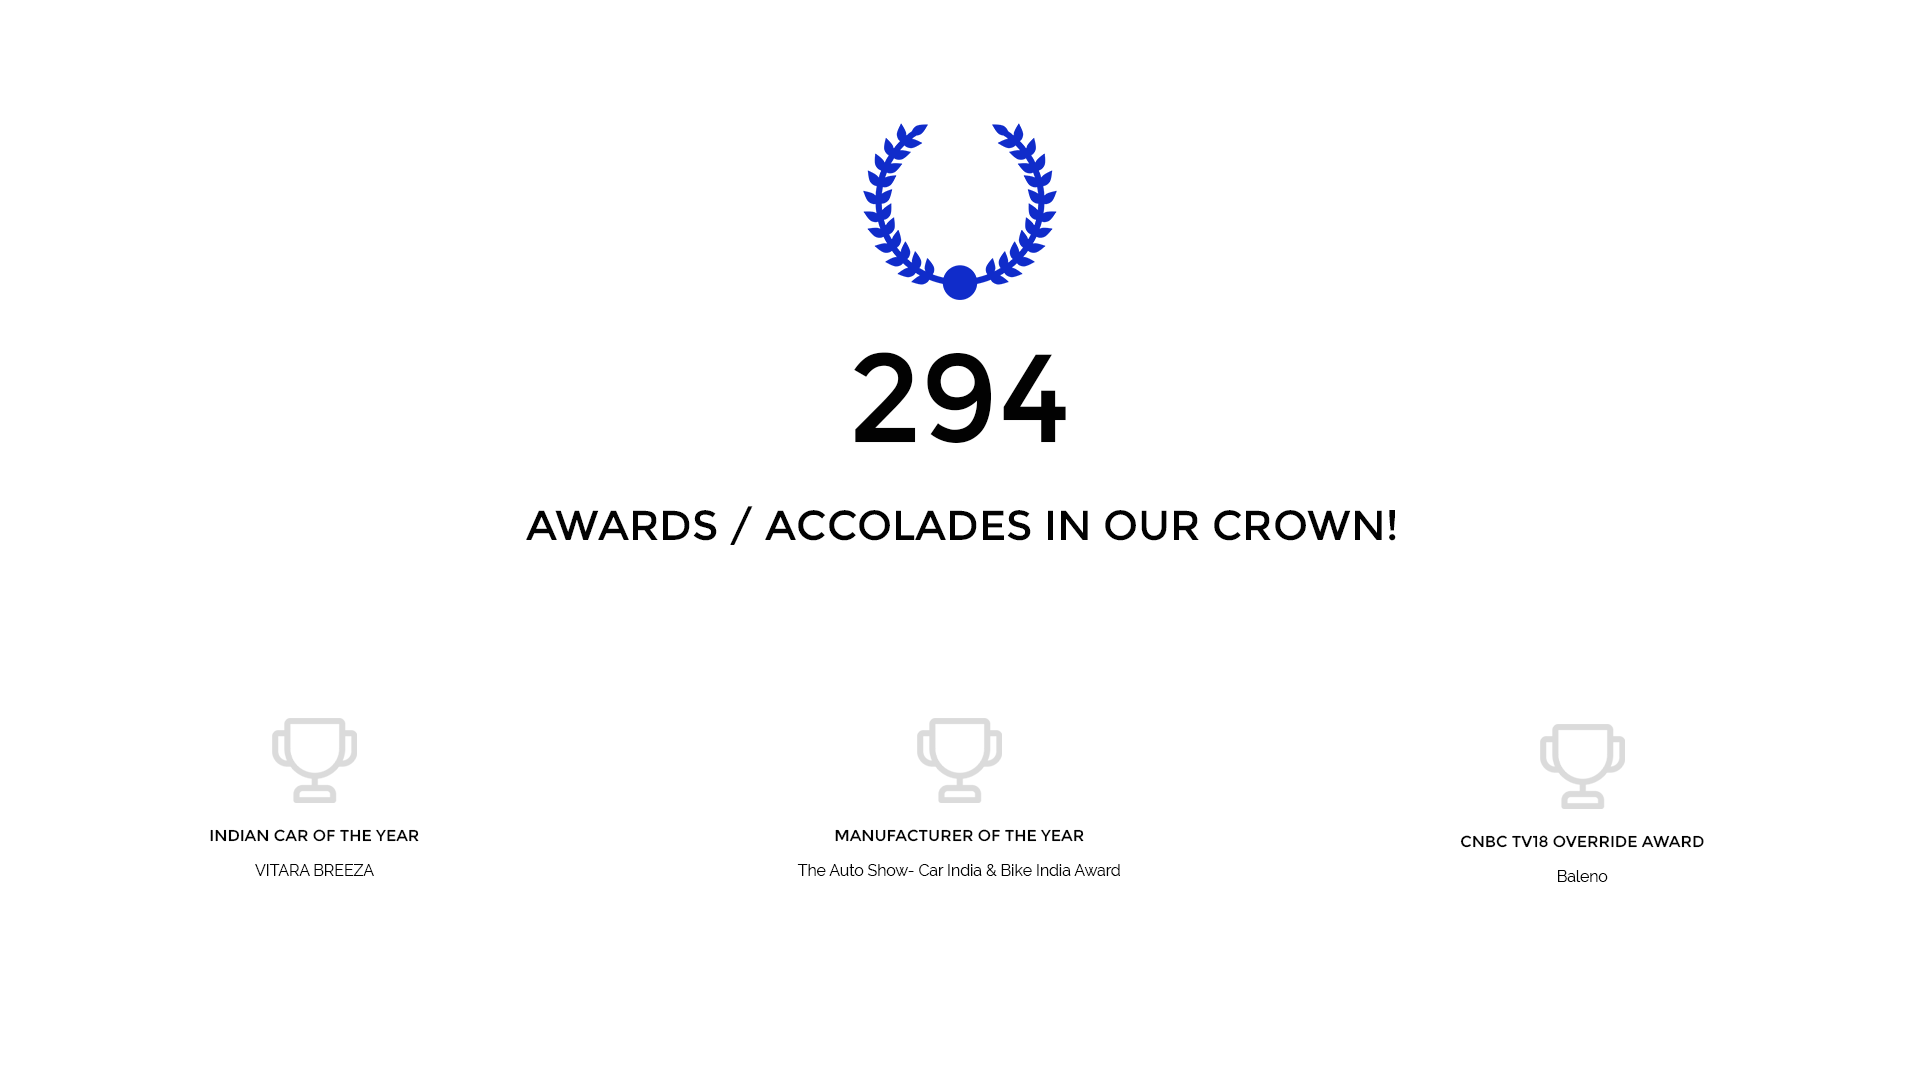 294
AWARDS / ACCOLADES IN OUR CROWN!
INDIAN CAR OF THE YEAR
VITARA BREEZA
MANUFACTURER OF THE YEAR
The Auto Show- Car India & Bike India Award
CNBC TV18 OVERRIDE AWARD
Baleno